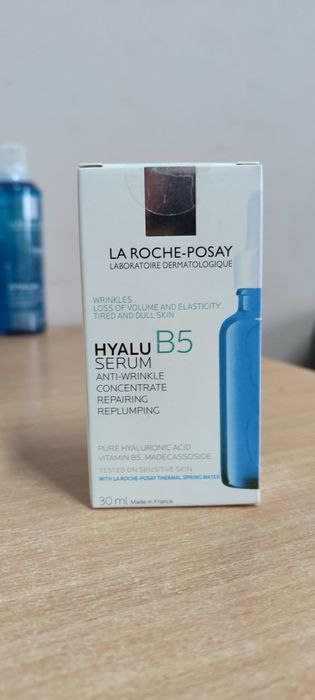 LA ROCHE-POSAY
LABORATOIRE DERMATOLOGIQUE
WRINKLES
LOSS OF VOLUME AND ELASTICITY.
TIRED AND DULL SKIN
HYALU B5
SERUM
ANTI-WRINKLE
CONCENTRATE
REPAIRING
REPLUMPING
PURE HYALURONIC ACID
VITAMIN B5. MADECASSOSIDE
TESTED ON SENSITIVE SKIN
WITH LA ROCHE-POSAY THERMAL SPRING WATER
30 ml Made in France